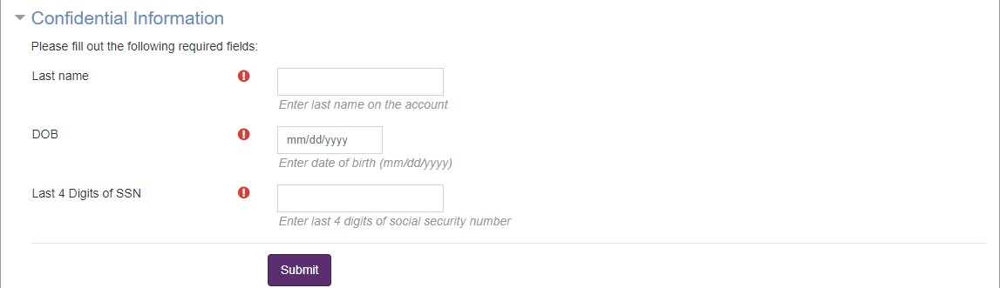 Confidential Information
Please fill out the following required fields:
Last name
Enter last name on the account
DOB
mm/dd/yyyy
Enter date of birth (mm/dd/yyyy)
Last 4 Digits of SSN
Enter last 4 digits of social security number
Submit